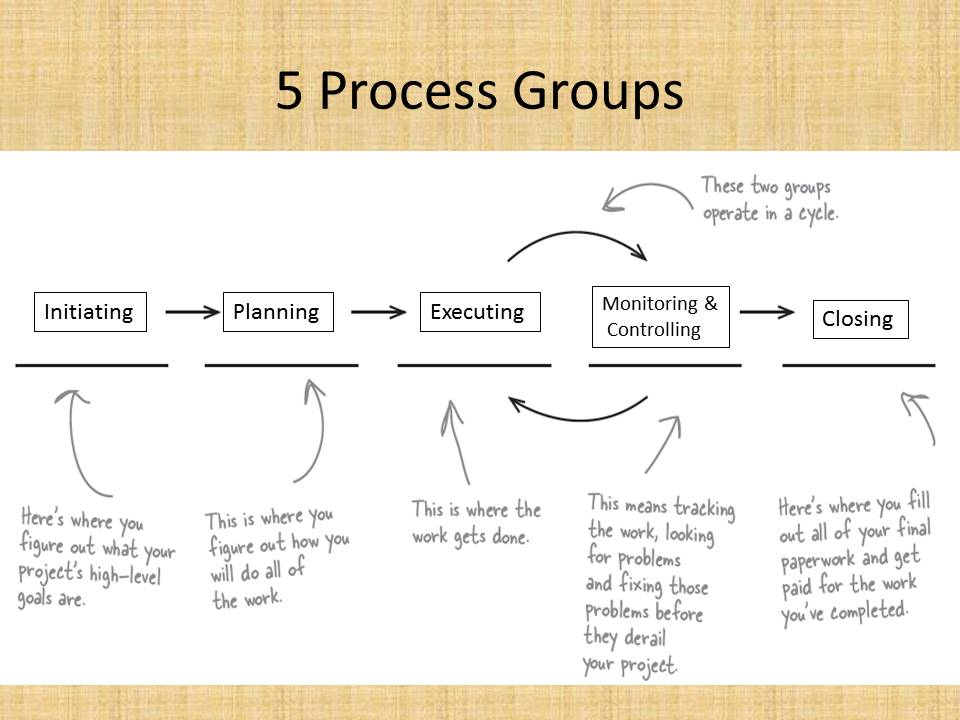 5 Process Groups
These two groups
operate in a cycle.
Initiating
Planning
Executing
Monitoring &
Controlling
Closing
Here's where you
figure out what your
project's high-level
goals are.
This is where you
figure out how you
will do all of
the work.
This is where the
work gets done.
This means tracking
the work, looking
for problems
and fixing those
problems before
they derail
your project.
Here's where you fill
out all of your final
paperwork and get
paid for the work
you've completed.